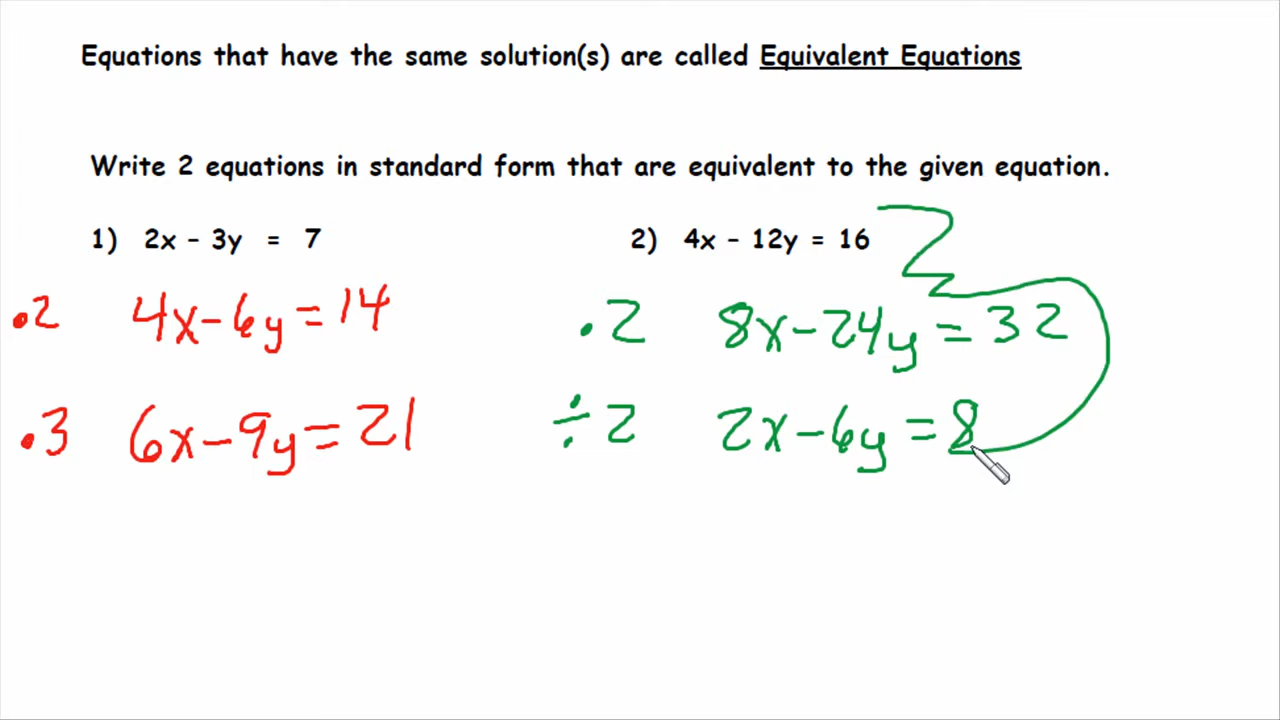 Equations that have the same solution(s) are called Equivalent Equations
Write 2 equations in standard form that are equivalent to the given equation.
1) 2x – 3y = 7
·2 4x-6y=14
·3 6x-9y=21
2) 4x – 12y = 16
·2 8x-24y=32
÷2 2x-6y=8